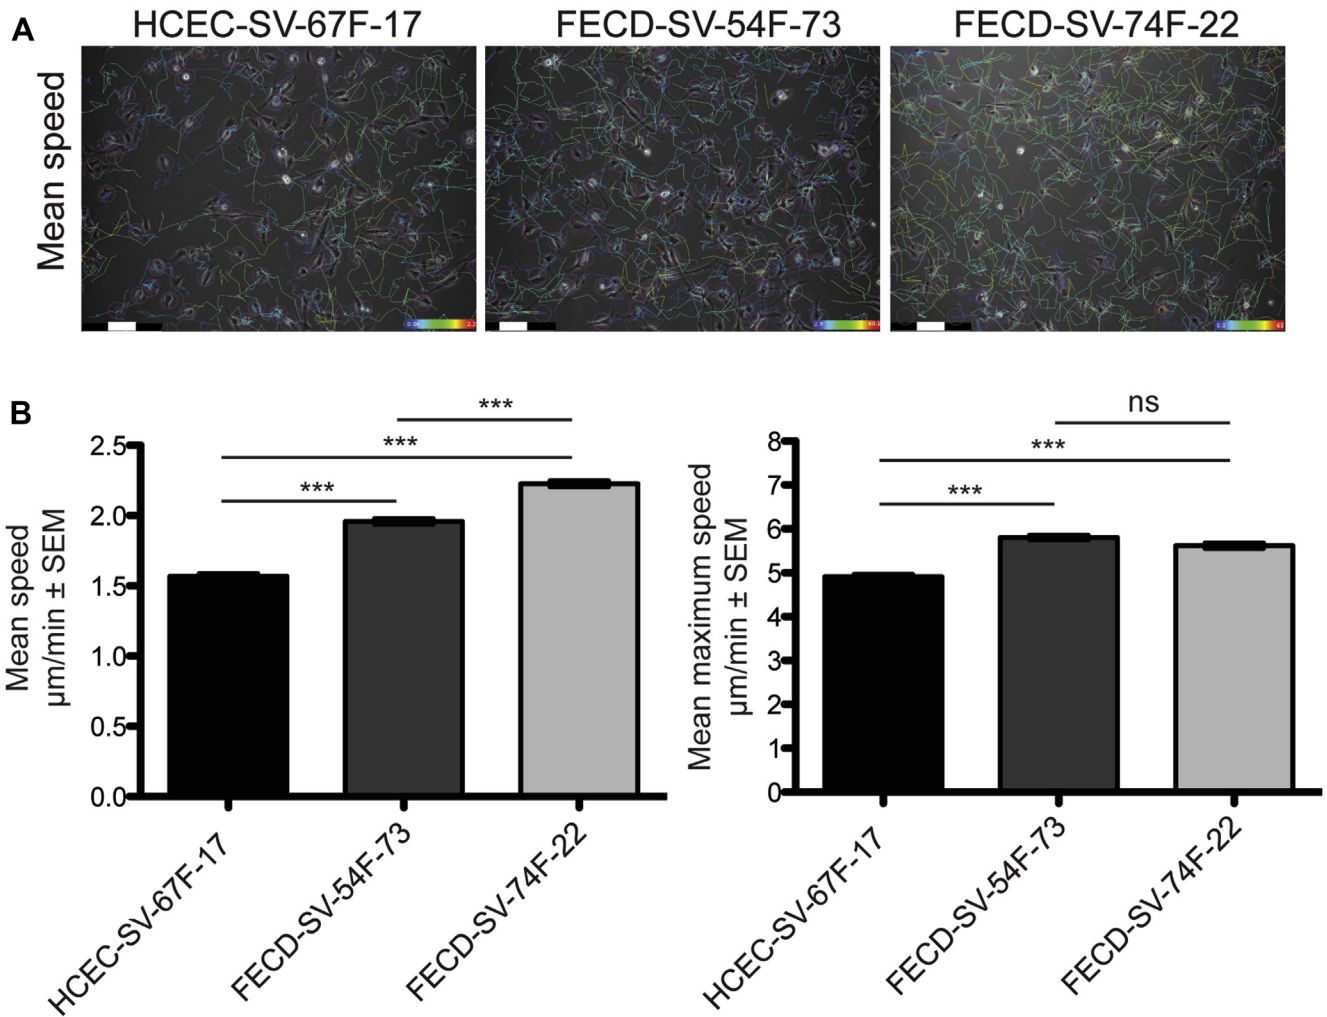 A
HCEC-SV-67F-17
FECD-SV-54F-73
FECD-SV-74F-22
Mean speed
B
***
***
***
2.5
2.0
1.5
1.0
0.5
0.0
Mean speed
µm/min ± SEM
HCEC-SV-67F-17
FECD-SV-54F-73
FECD-SV-74F-22
ns
***
***
8
7
6
5
4
3
2
1
0
Mean maximum speed
µm/min ± SEM
HCEC-SV-67F-17
FECD-SV-54F-73
FECD-SV-74F-22